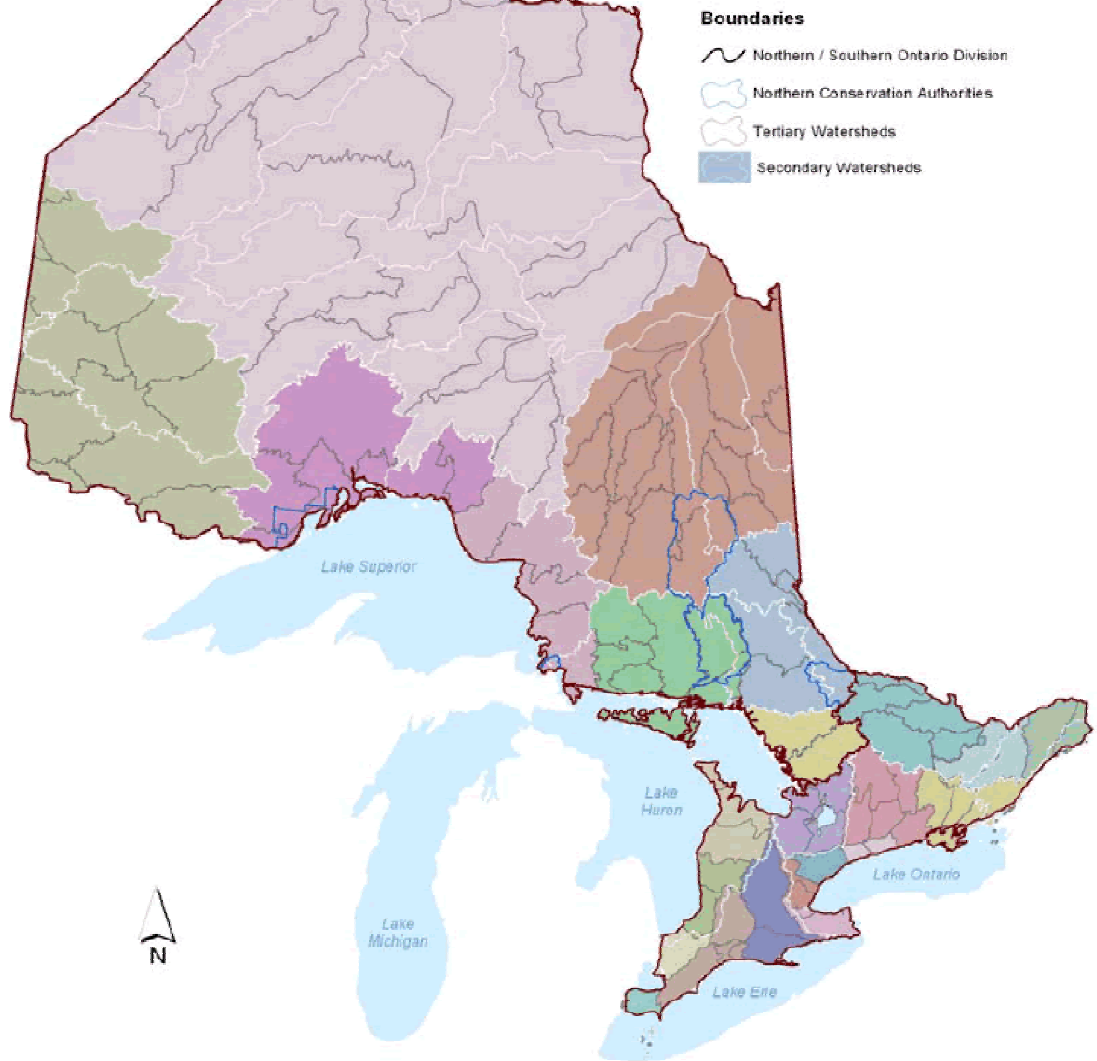 Boundaries
Northern / Southern Ontario Division
Northern Conservation Authorities
Tertiary Watersheds
Secondary Watersheds
Lake Superior
Lake
Huron
Lake Ontario
Lake
Michigan
N
Lake Erie